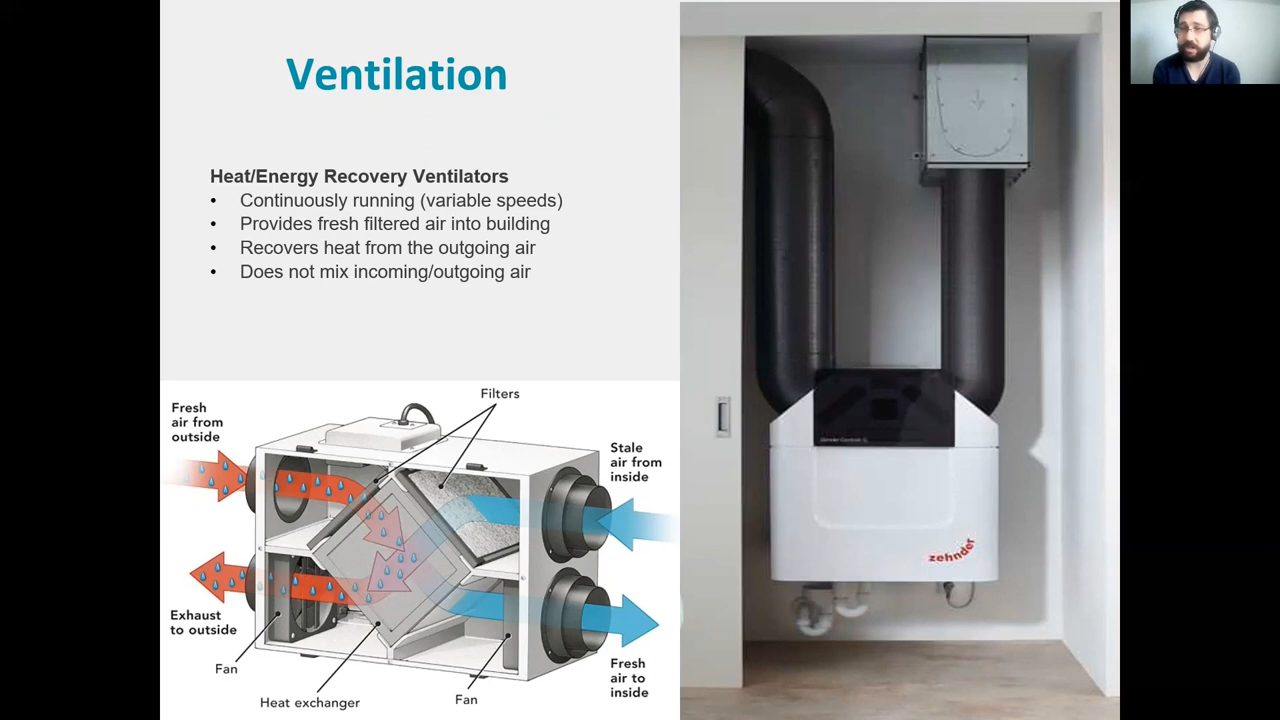 Ventilation
Heat/Energy Recovery Ventilators
• Continuously running (variable speeds)
• Provides fresh filtered air into building
• Recovers heat from the outgoing air
• Does not mix incoming/outgoing air
Filters
Fresh
air from
outside
Stale
air from
inside
Exhaust
to outside
Fan
Heat exchanger
Fan
Fresh
air to
inside
zehnder